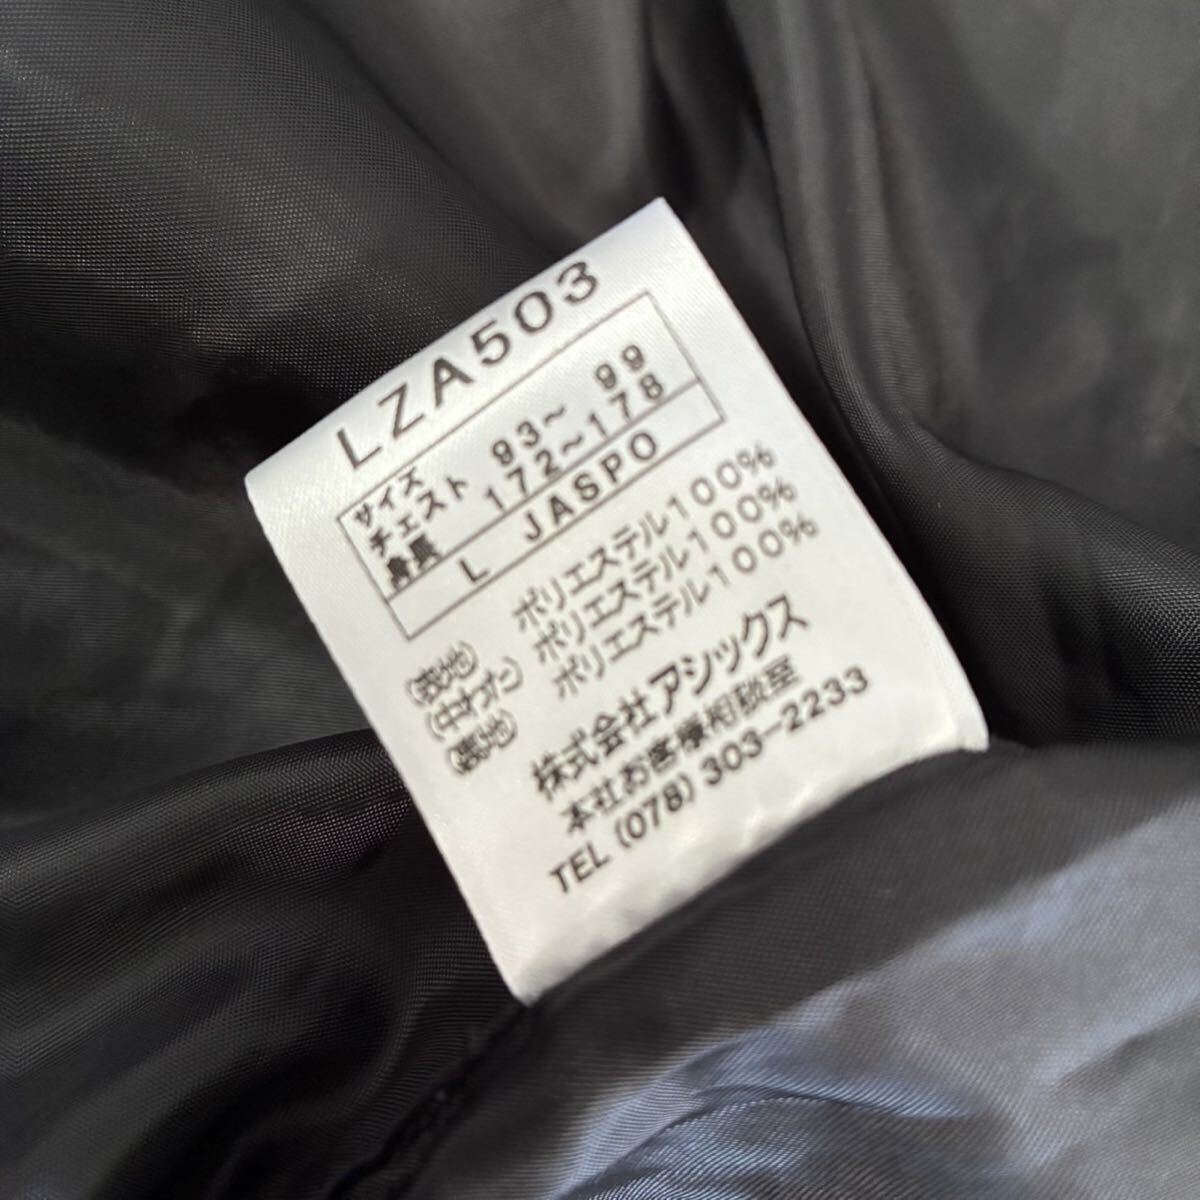 LZA503
サイズ
チェスト 93～ 99
身長 172～178
L JASPO
(表地) ポリエステル100%
(中わた) ポリエステル100%
(裏地) ポリエステル100%
株式会社アシックス
本社お客様相談室
TEL (078) 303-2233